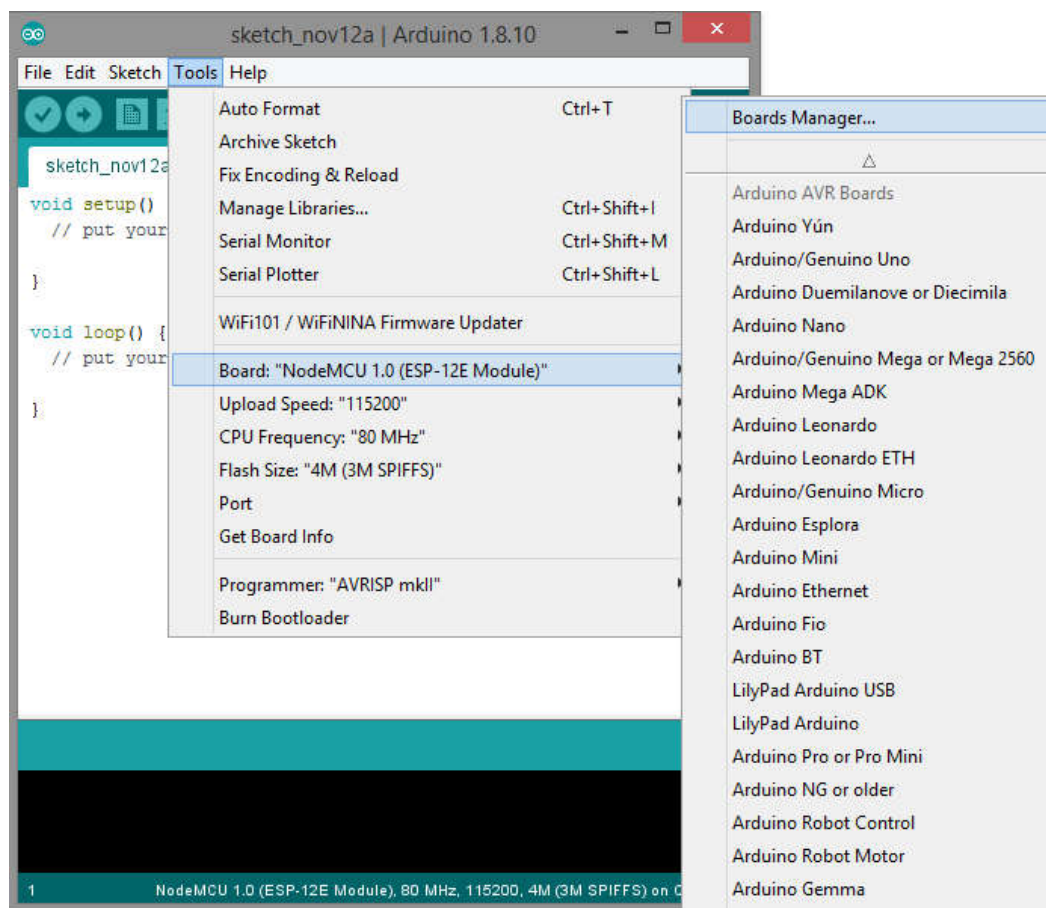 sketch_nov12a | Arduino 1.8.10
File Edit Sketch Tools Help
sketch_nov12a
void setup()
// put your
}
void loop() {
// put your
}
Auto Format Ctrl+T
Archive Sketch
Fix Encoding & Reload
Manage Libraries... Ctrl+Shift+I
Serial Monitor Ctrl+Shift+M
Serial Plotter Ctrl+Shift+L
WiFi101 / WiFiNINA Firmware Updater
Board: "NodeMCU 1.0 (ESP-12E Module)"
Upload Speed: "115200"
CPU Frequency: "80 MHz"
Flash Size: "4M (3M SPIFFS)"
Port
Get Board Info
Programmer: "AVRISP mkII"
Burn Bootloader
Boards Manager...
Arduino AVR Boards
Arduino Yún
Arduino/Genuino Uno
Arduino Duemilanove or Diecimila
Arduino Nano
Arduino/Genuino Mega or Mega 2560
Arduino Mega ADK
Arduino Leonardo
Arduino Leonardo ETH
Arduino/Genuino Micro
Arduino Esplora
Arduino Mini
Arduino Ethernet
Arduino Fio
Arduino BT
LilyPad Arduino USB
LilyPad Arduino
Arduino Pro or Pro Mini
Arduino NG or older
Arduino Robot Control
Arduino Robot Motor
Arduino Gemma
1 NodeMCU 1.0 (ESP-12E Module), 80 MHz, 115200, 4M (3M SPIFFS) on